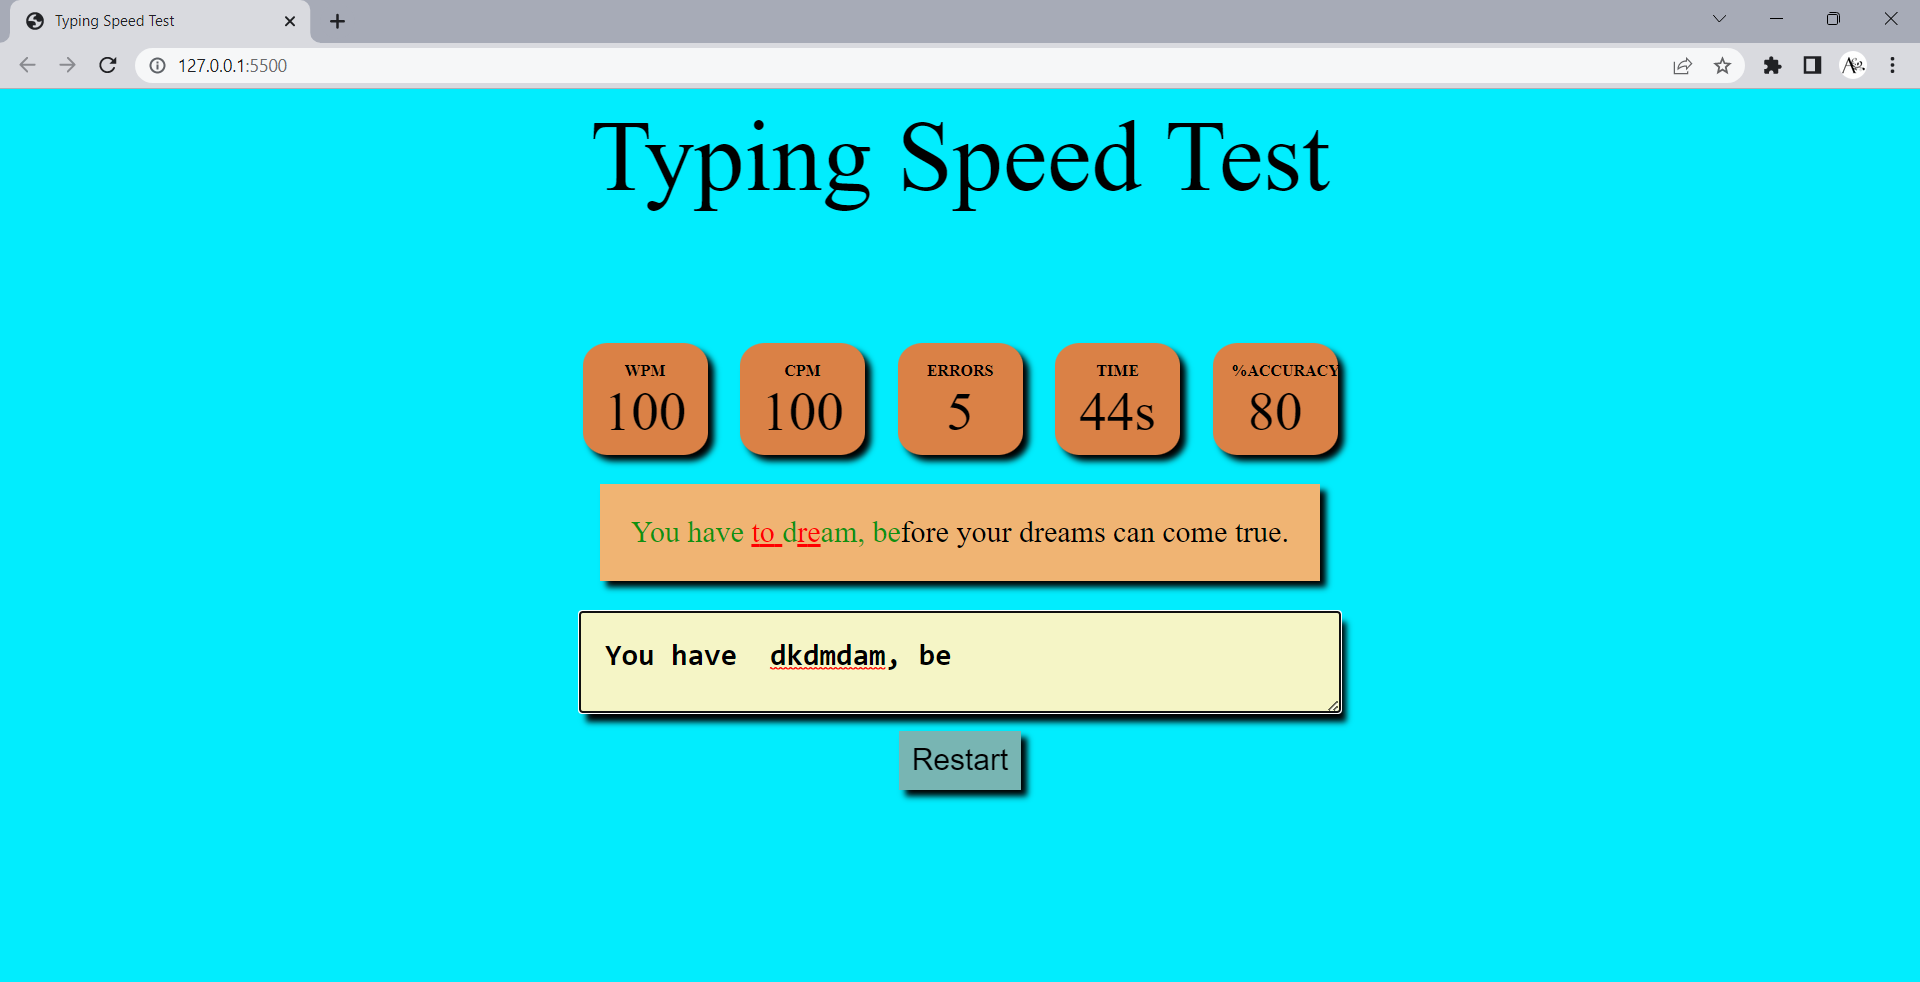 Typing Speed Test
127.0.0.1:5500
Typing Speed Test
WPM CPM ERRORS TIME %ACCURACY
100 100 5 44s 80
You have to dream, before your dreams can come true.
You have  dkdmdam, be
Restart